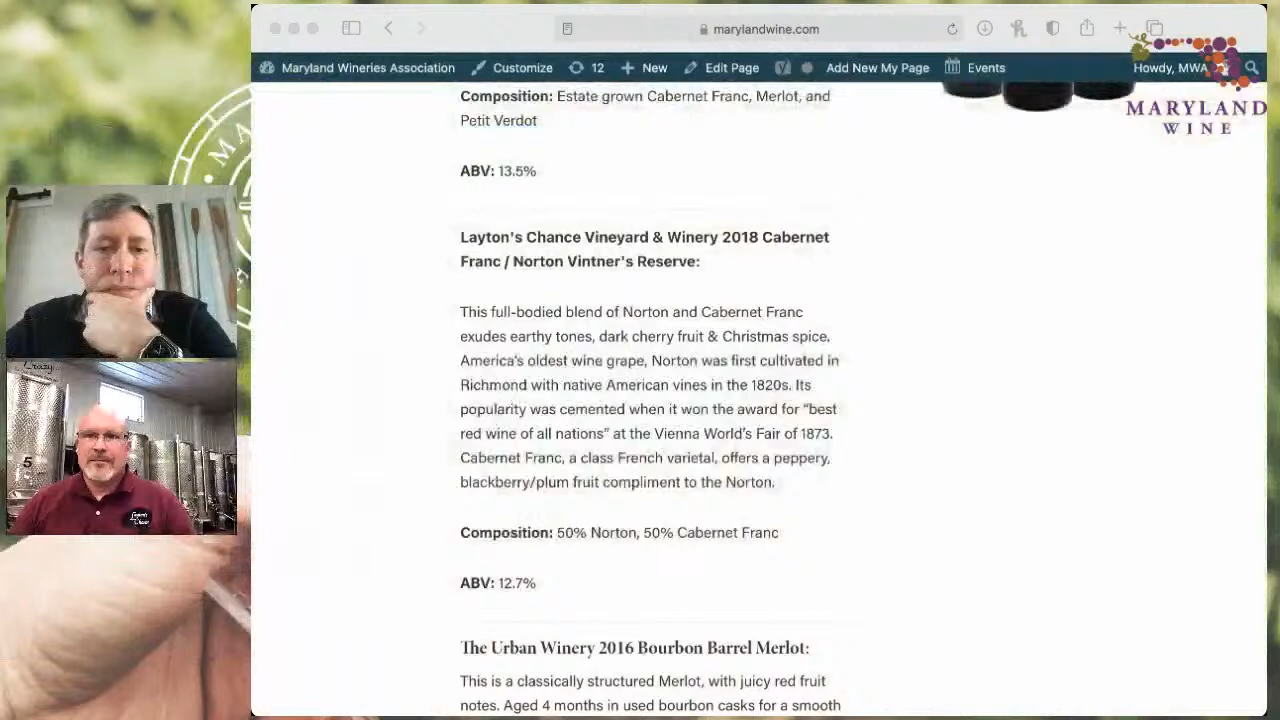 marylandwine.com
Maryland Wineries Association Customize 12 New Edit Page Add New My Page Events Howdy, MWA
MARYLAND
WINE
Composition: Estate grown Cabernet Franc, Merlot, and
Petit Verdot
ABV: 13.5%
Layton's Chance Vineyard & Winery 2018 Cabernet
Franc / Norton Vintner's Reserve:
This full-bodied blend of Norton and Cabernet Franc
exudes earthy tones, dark cherry fruit & Christmas spice.
America's oldest wine grape, Norton was first cultivated in
Richmond with native American vines in the 1820s. Its
popularity was cemented when it won the award for “best
red wine of all nations” at the Vienna World's Fair of 1873.
Cabernet Franc, a class French varietal, offers a peppery,
blackberry/plum fruit compliment to the Norton.
Composition: 50% Norton, 50% Cabernet Franc
ABV: 12.7%
The Urban Winery 2016 Bourbon Barrel Merlot:
This is a classically structured Merlot, with juicy red fruit
notes. Aged 4 months in used bourbon casks for a smooth
Crazy
5
Layton's
Chance